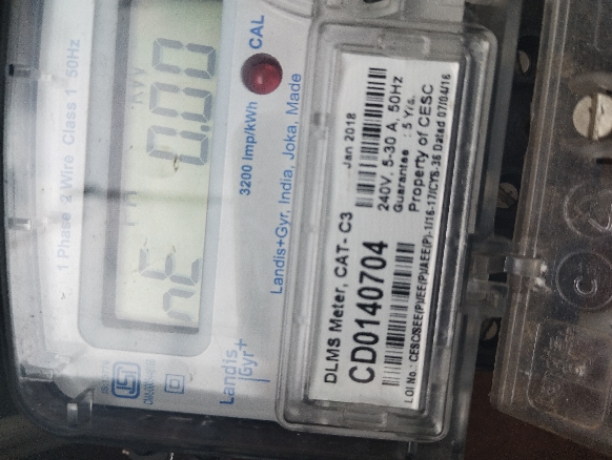 1 Phase 2 Wire Class 1 50Hz
kW
0.00
3200 Imp/kWh
CAL
Landis+Gyr, India, Joka, Made
Landis
Gyr+
DLMS Meter, CAT- C3
Jan 2018
CD0140704
240V, 5-30 A, 50Hz
Guarantee : 5 Yrs.
Property of CESC